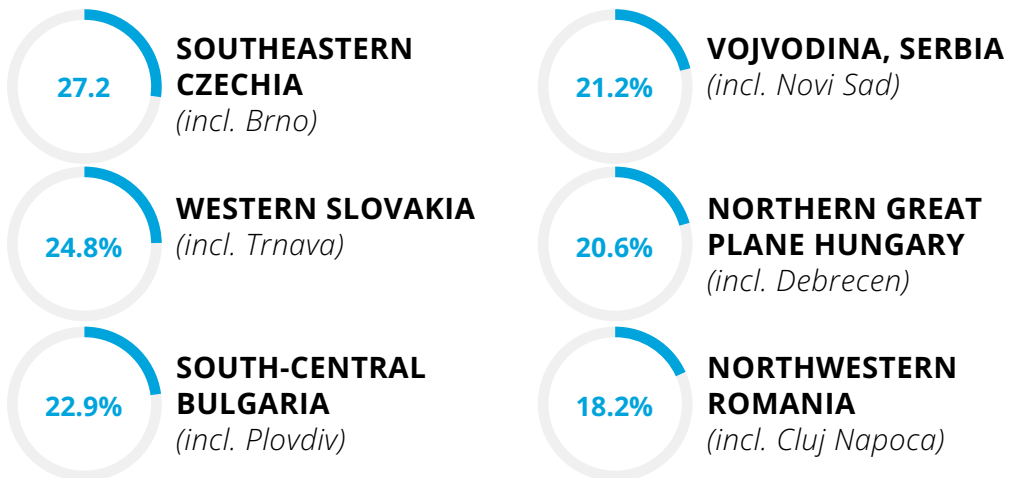 27.2
SOUTHEASTERN
CZECHIA
(incl. Brno)
24.8%
WESTERN SLOVAKIA
(incl. Trnava)
22.9%
SOUTH-CENTRAL
BULGARIA
(incl. Plovdiv)
21.2%
VOJVODINA, SERBIA
(incl. Novi Sad)
20.6%
NORTHERN GREAT
PLANE HUNGARY
(incl. Debrecen)
18.2%
NORTHWESTERN
ROMANIA
(incl. Cluj Napoca)